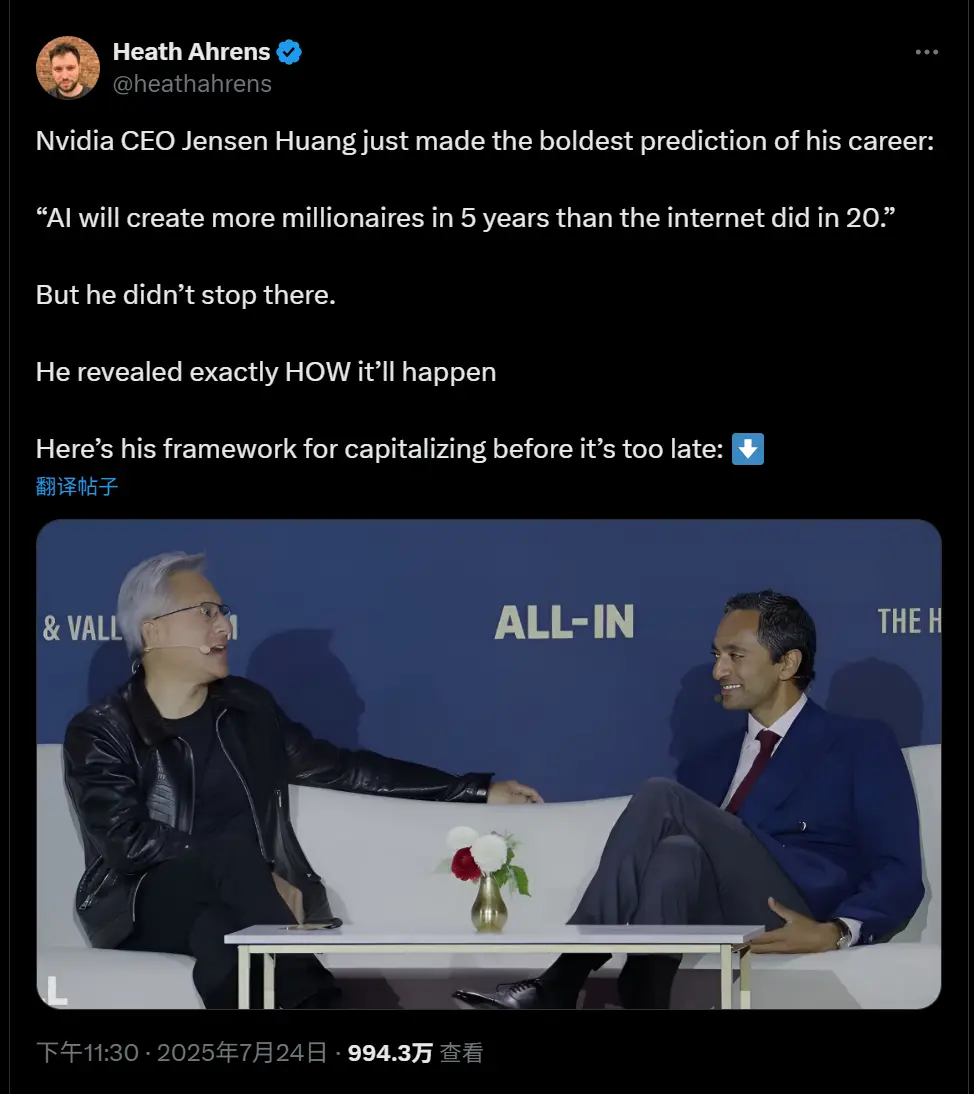 Heath Ahrens
@heathahrens
Nvidia CEO Jensen Huang just made the boldest prediction of his career:
“AI will create more millionaires in 5 years than the internet did in 20.”
But he didn’t stop there.
He revealed exactly HOW it’ll happen
Here’s his framework for capitalizing before it’s too late: ⬇️
翻译帖子
& VALL
ALL-IN
THE H
L
下午11:30 · 2025年7月24日 · 994.3万 查看